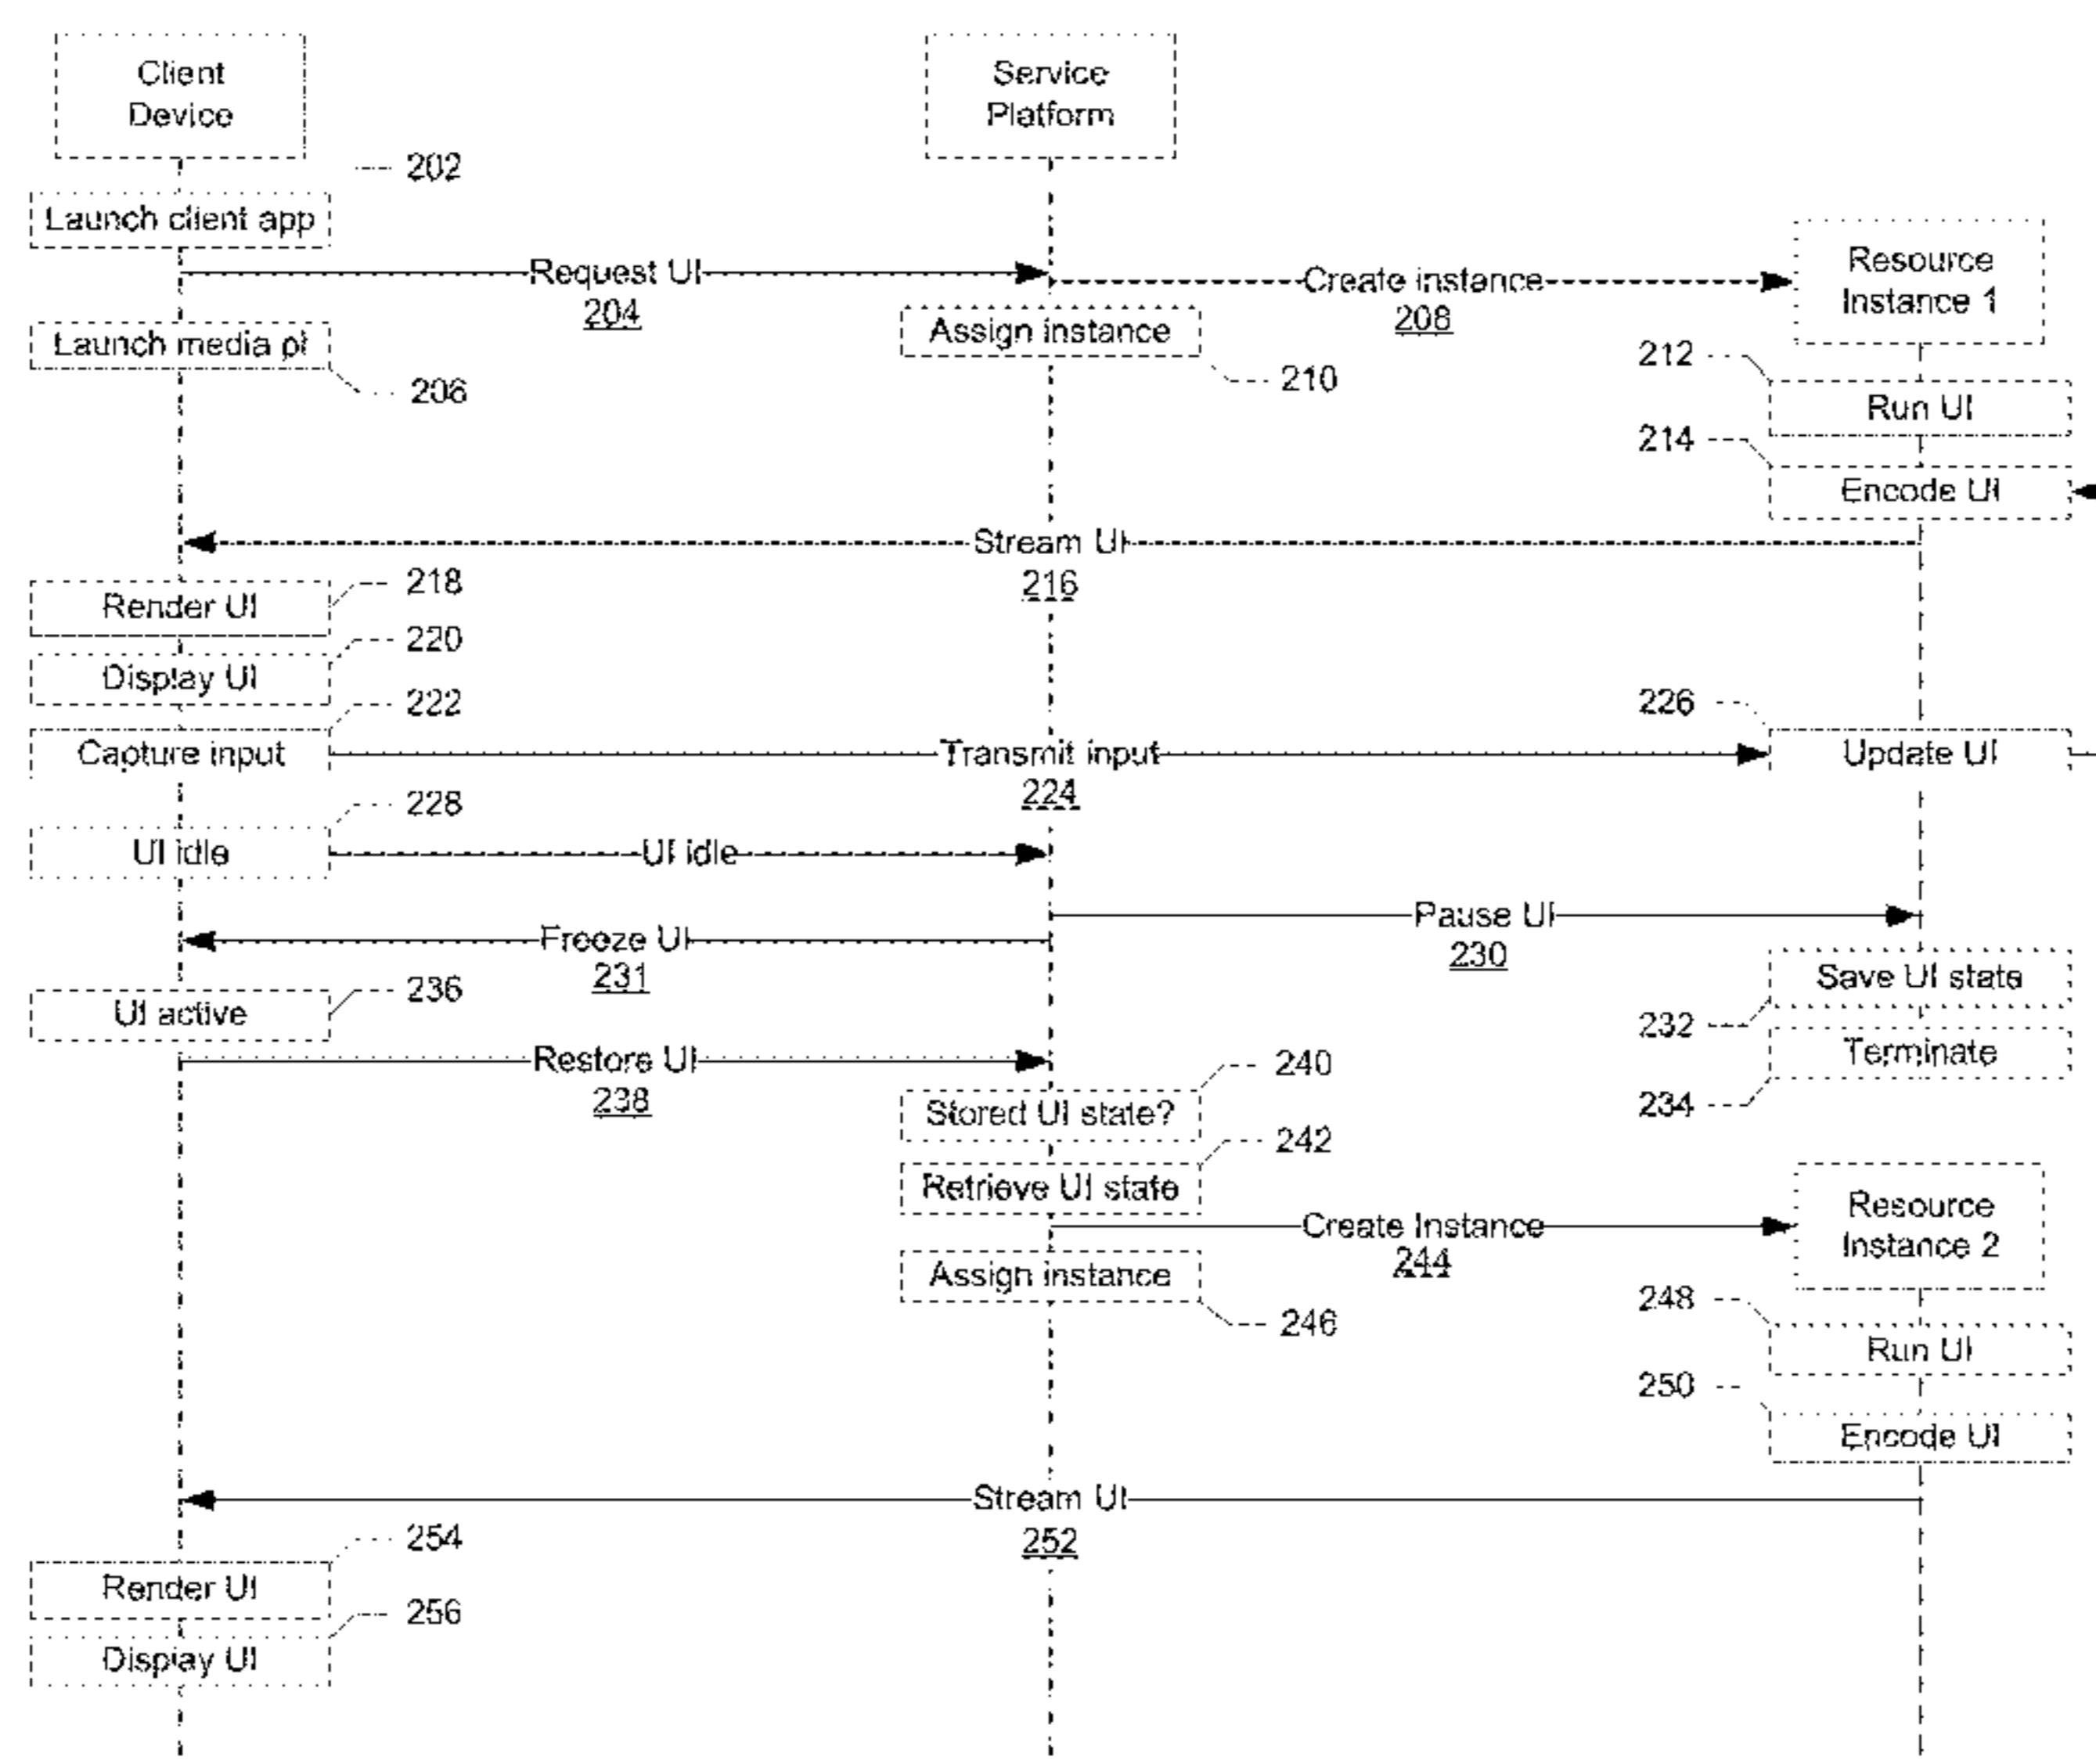 Client
Device
Service
Platform
202
Launch client app
Request UI
204
Create instance
208
Resource
Instance 1
Launch media pl
206
Assign instance
210
212
Run UI
214
Encode UI
Stream UI
216
218
Render UI
220
Display UI
222
Capture input
Transmit input
224
226
Update UI
228
UI idle
UI idle
Pause UI
230
Freeze UI
231
Save UI state
232
236
UI active
Terminate
234
Restore UI
238
240
Stored UI state?
242
Retrieve UI state
Create Instance
244
Resource
Instance 2
Assign instance
246
248
Run UI
250
Encode UI
Stream UI
252
254
Render UI
256
Display UI